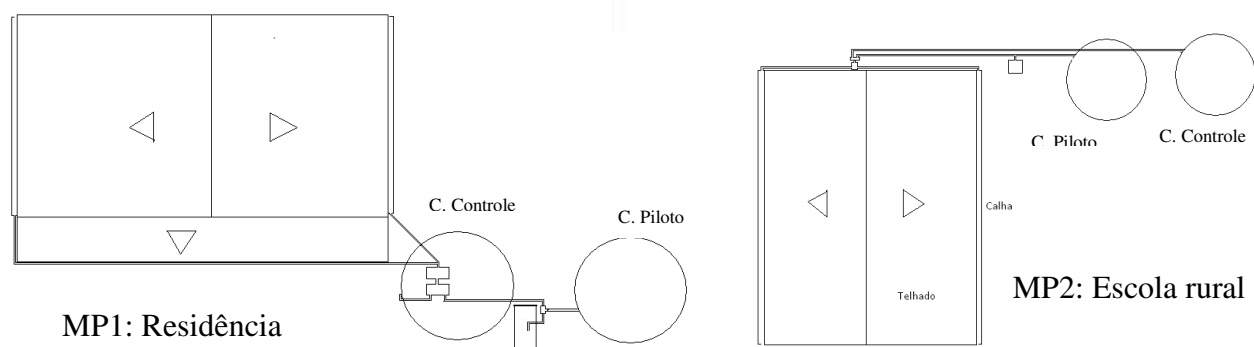 C. Controle
C. Piloto
MP1: Residência
C. Piloto
C. Controle
Calha
Telhado
MP2: Escola rural